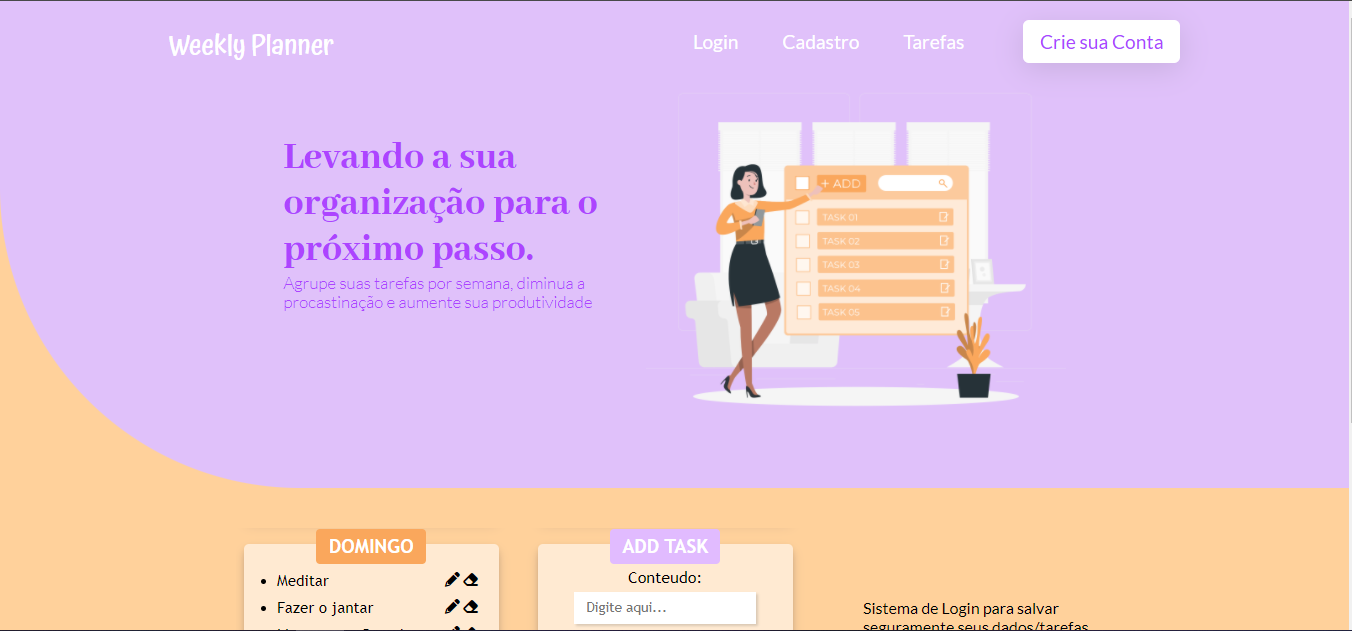 Weekly Planner
Login
Cadastro
Tarefas
Crie sua Conta
Levando a sua
organização para o
próximo passo.
Agrupe suas tarefas por semana, diminua a
procastinação e aumente sua produtividade
+ ADD
TASK 01
TASK 02
TASK 03
TASK 04
TASK 05
DOMINGO
Meditar
Fazer o jantar
ADD TASK
Conteudo:
Digite aqui...
Sistema de Login para salvar
seguramente seus dados/tarefas